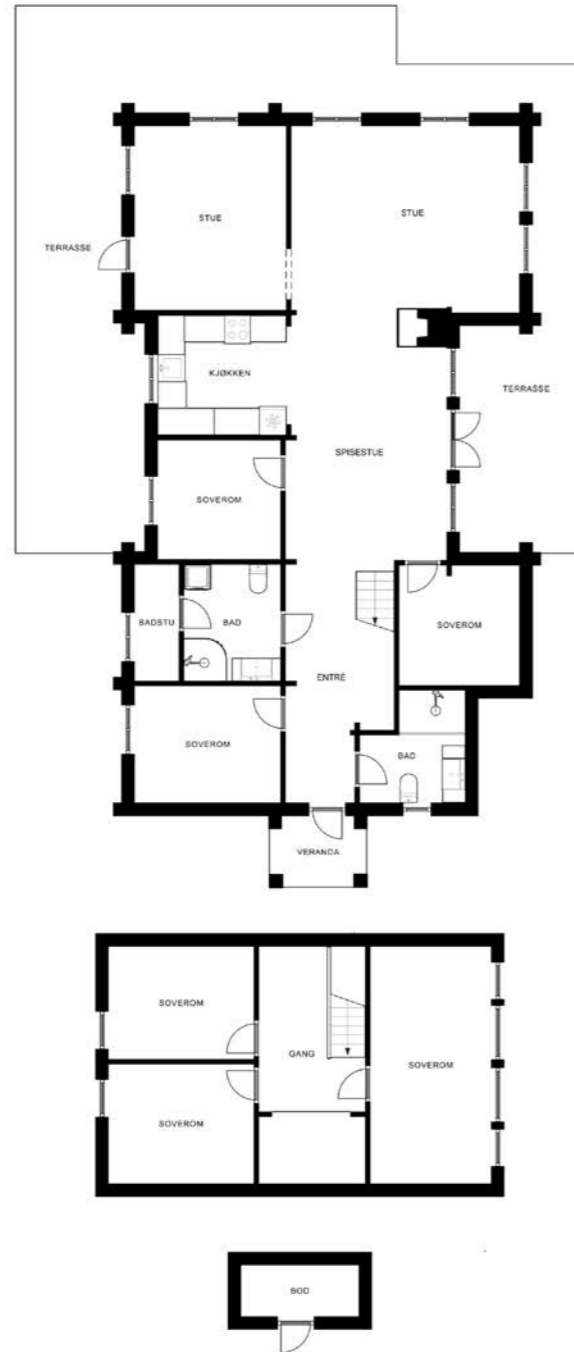 STUE
STUE
TERRASSE
KJØKKEN
TERRASSE
SPISESTUE
SOVEROM
BADSTU
BAD
SOVEROM
ENTRÉ
SOVEROM
BAD
VERANDA
SOVEROM
GANG
SOVEROM
SOVEROM
BOD